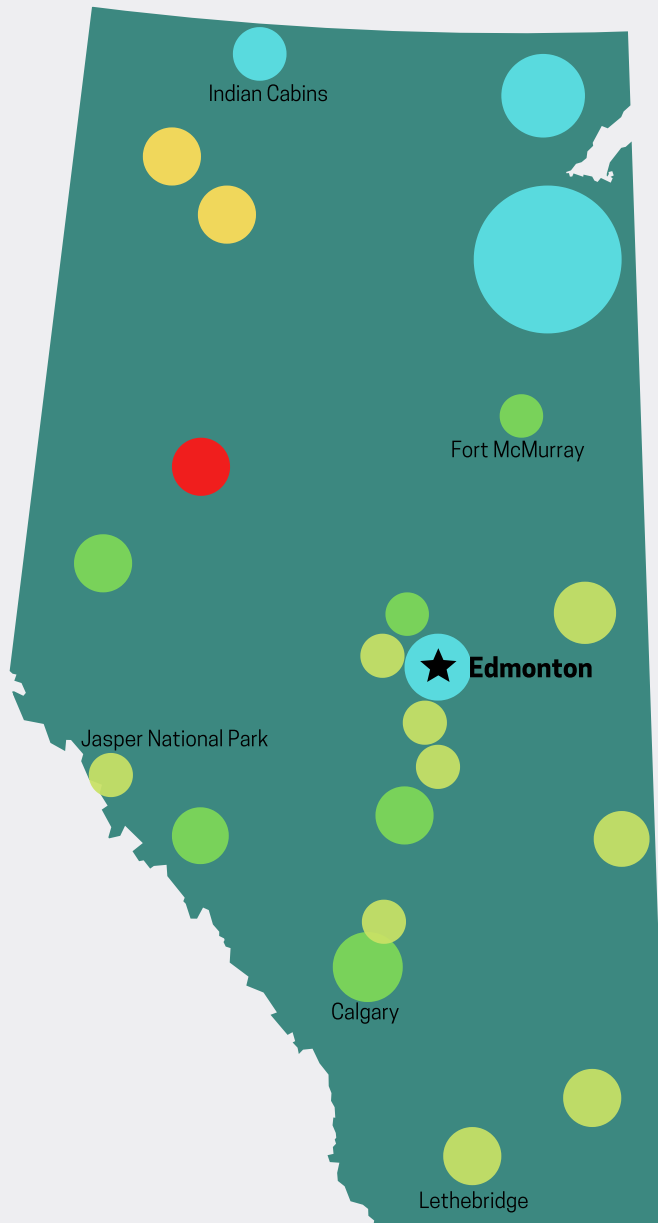 Indian Cabins
Fort McMurray
Edmonton
Jasper National Park
Calgary
Lethebridge